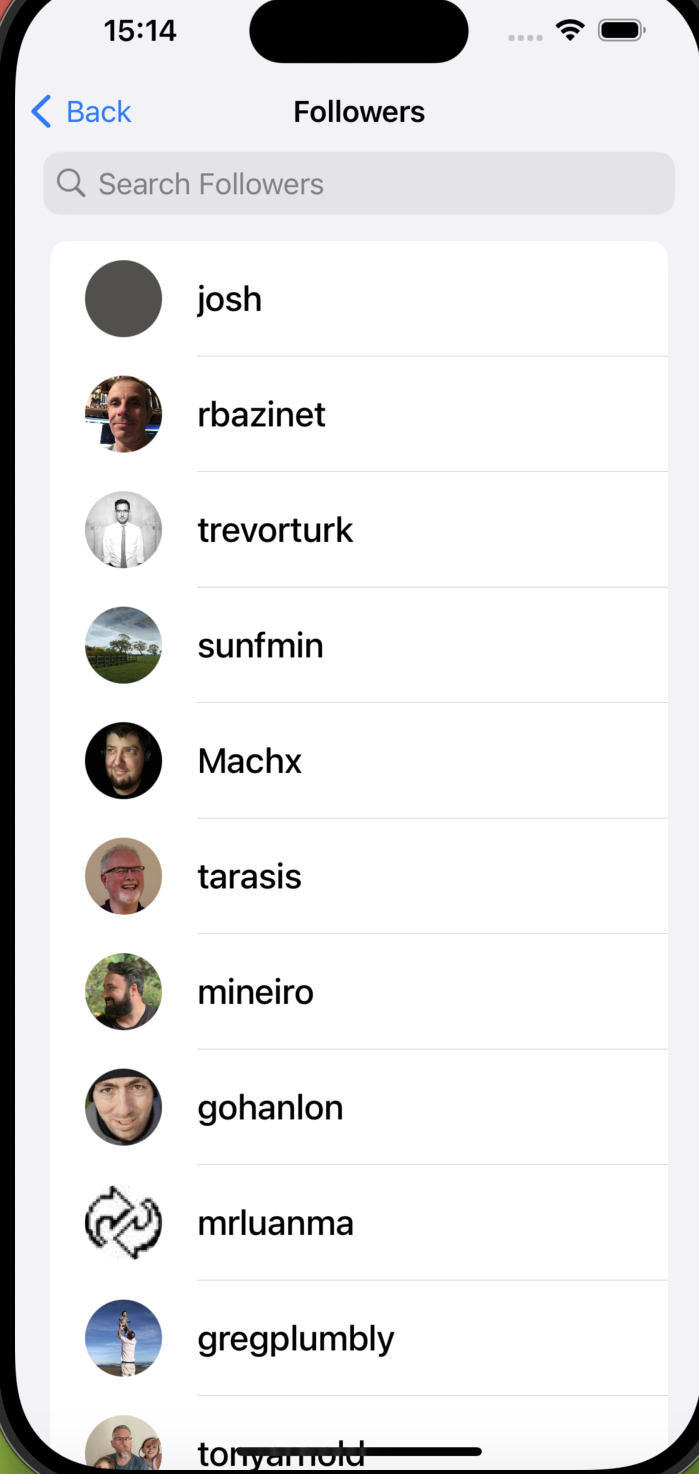 15:14
Back
Followers
Search Followers
josh
rbazinet
trevorturk
sunfmin
Machx
tarasis
mineiro
gohanlon
mrluanma
gregplumbly
tonyarnold